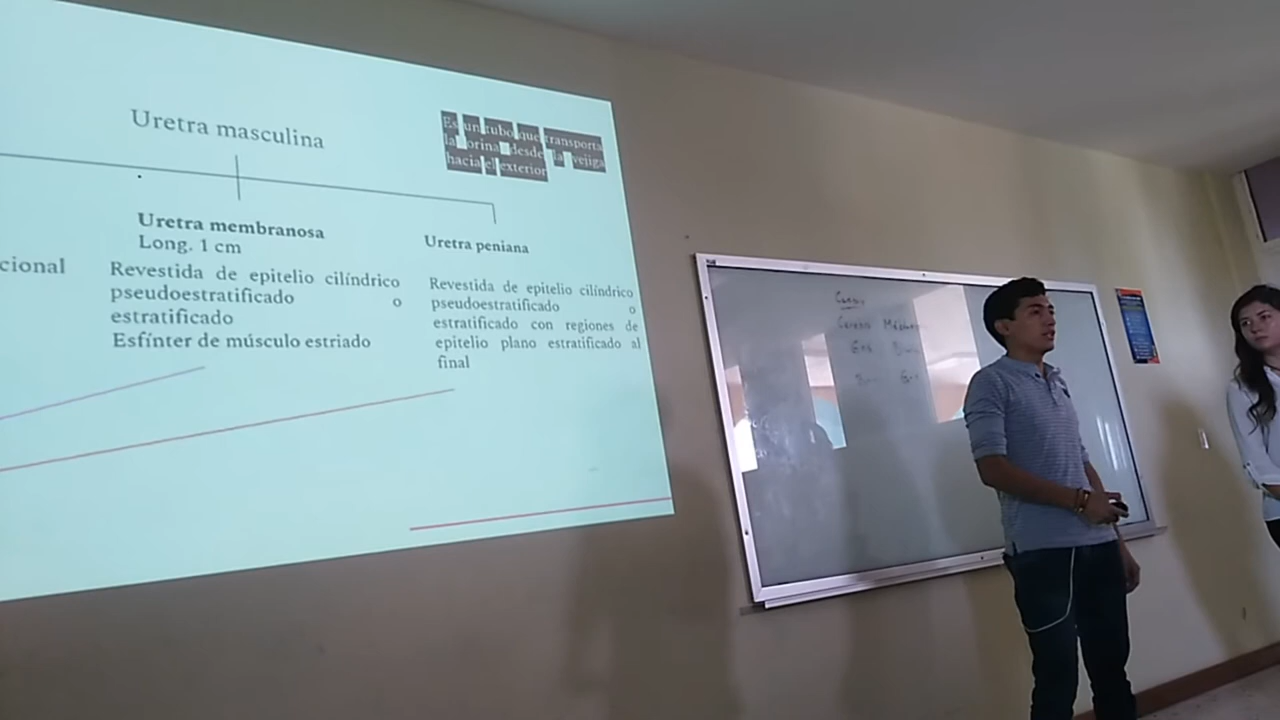 Uretra masculina
Es un tubo que transporta
la orina desde la vejiga
hacia el exterior
Uretra membranosa
Long. 1 cm
cional
Revestida de epitelio cilíndrico
pseudoestratificado o
estratificado
Esfínter de músculo estriado
Uretra peniana
Revestida de epitelio cilíndrico
pseudoestratificado o
estratificado con regiones de
epitelio plano estratificado al
final